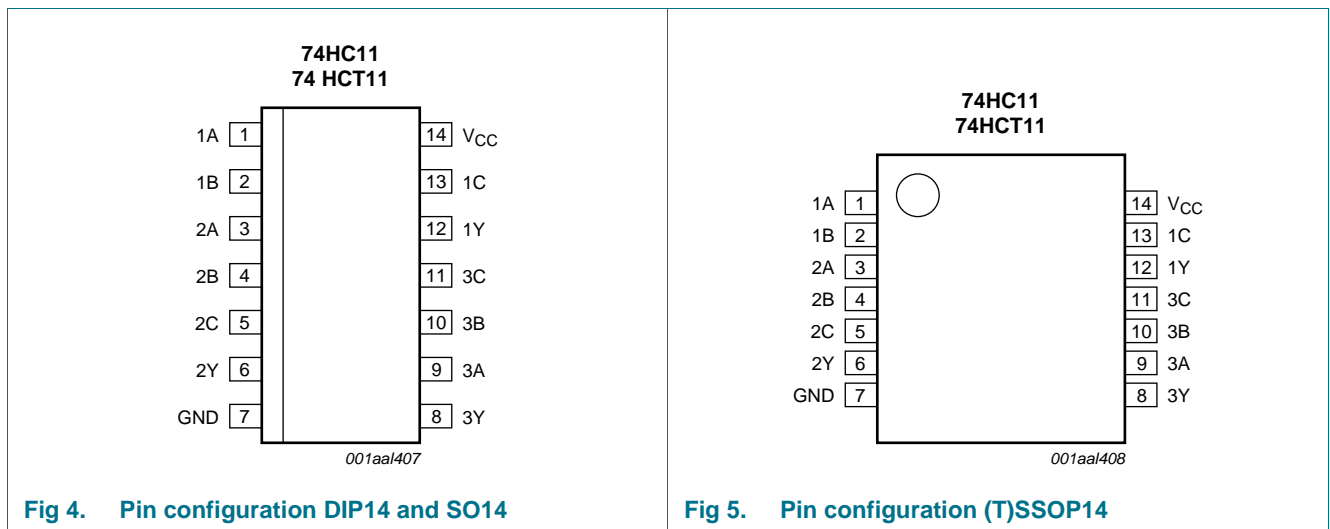 74HC11
74 HCT11
1A 1 14 VCC
1B 2 13 1C
2A 3 12 1Y
2B 4 11 3C
2C 5 10 3B
2Y 6 9 3A
GND 7 8 3Y
001aal407
Fig 4. Pin configuration DIP14 and SO14
74HC11
74HCT11
1A 1 14 VCC
1B 2 13 1C
2A 3 12 1Y
2B 4 11 3C
2C 5 10 3B
2Y 6 9 3A
GND 7 8 3Y
001aal408
Fig 5. Pin configuration (T)SSOP14